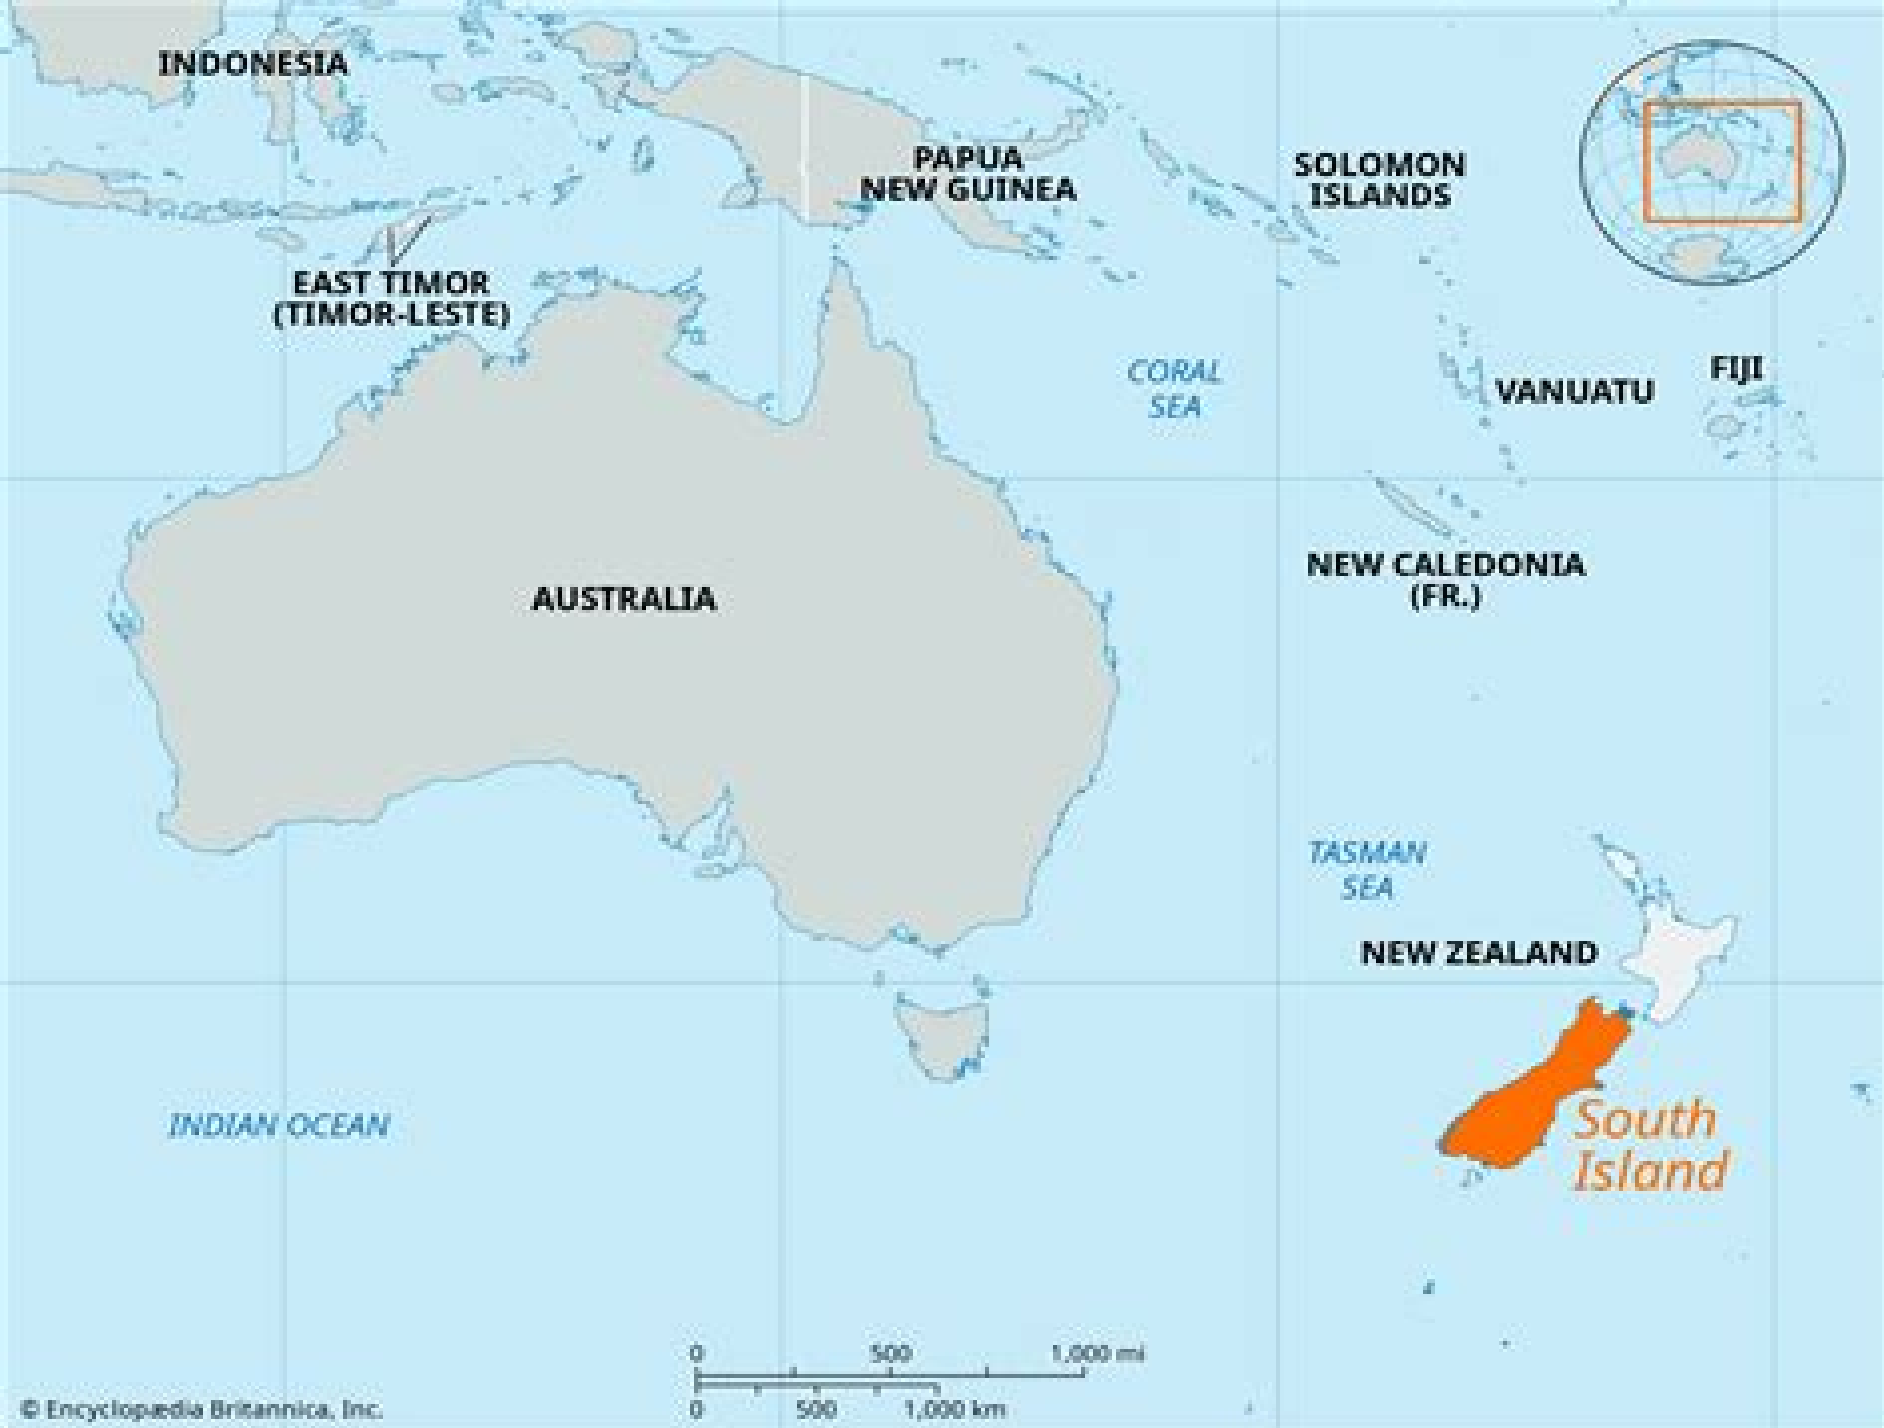 INDONESIA
PAPUA
NEW GUINEA
SOLOMON
ISLANDS
EAST TIMOR
(TIMOR-LESTE)
CORAL
SEA
VANUATU
FIJI
NEW CALEDONIA
(FR.)
AUSTRALIA
TASMAN
SEA
NEW ZEALAND
South
Island
INDIAN OCEAN
0 500 1,000 mi
0 500 1,000 km
© Encyclopædia Britannica, Inc.